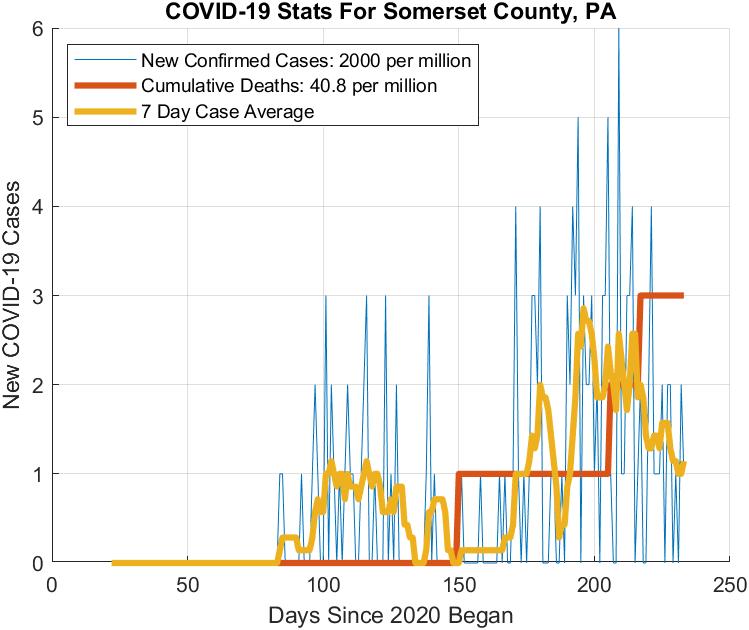 COVID-19 Stats For Somerset County, PA
New Confirmed Cases: 2000 per million
Cumulative Deaths: 40.8 per million
7 Day Case Average
New COVID-19 Cases
6
5
4
3
2
1
0
0 50 100 150 200 250
Days Since 2020 Began